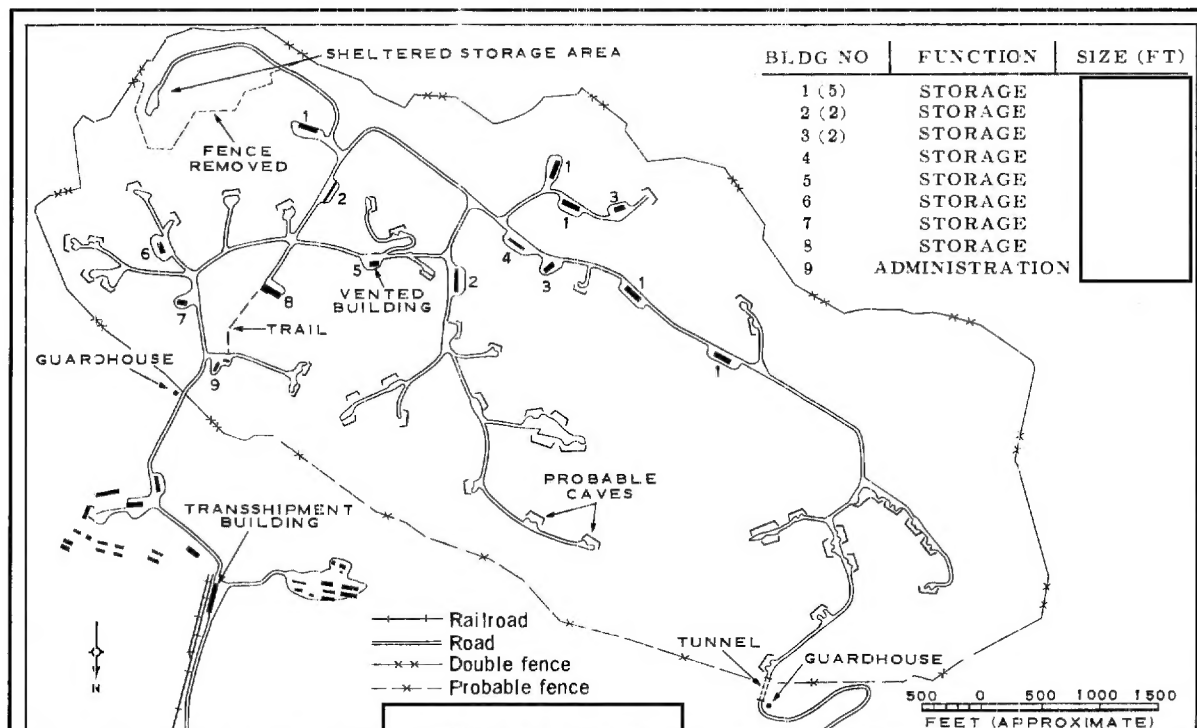 SHELTERED STORAGE AREA
BLDG NO FUNCTION SIZE (FT)
1 (5) STORAGE
2 (2) STORAGE
3 (2) STORAGE
4 STORAGE
5 STORAGE
6 STORAGE
7 STORAGE
8 STORAGE
9 ADMINISTRATION
1
FENCE
REMOVED
2
1
1
3
6
5
4
3
2
1
VENTED
BUILDING
7
8
TRAIL
GUARDHOUSE
9
1
PROBABLE
CAVES
TRANSSHIPMENT
BUILDING
Railroad
Road
Double fence
Probable fence
N
TUNNEL
GUARDHOUSE
500 0 500 1000 1500
FEET (APPROXIMATE)